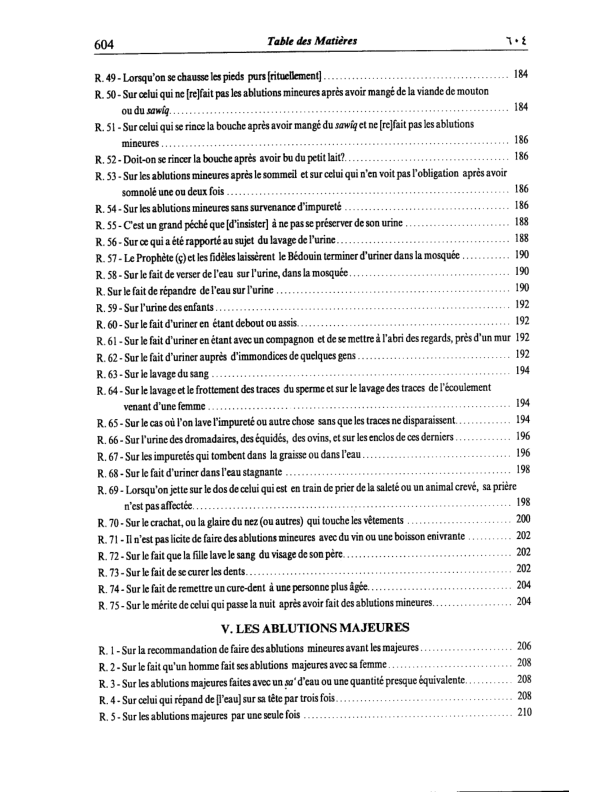 604 Table des Matières ٦٠٤
R. 49 - Lorsqu'on se chausse les pieds purs [rituellement] 184
R. 50 - Sur celui qui ne [re]fait pas les ablutions mineures après avoir mangé de la viande de mouton
ou du sawîq 184
R. 51 - Sur celui qui se rince la bouche après avoir mangé du sawîq et ne [re]fait pas les ablutions
mineures 186
R. 52 - Doit-on se rincer la bouche après avoir bu du petit lait? 186
R. 53 - Sur les ablutions mineures après le sommeil et sur celui qui n'en voit pas l'obligation après avoir
somnolé une ou deux fois 186
R. 54 - Sur les ablutions mineures sans survenance d'impureté 186
R. 55 - C'est un grand péché que [d'insister] à ne pas se préserver de son urine 188
R. 56 - Sur ce qui a été rapporté au sujet du lavage de l'urine 188
R. 57 - Le Prophète (ç) et les fidèles laissèrent le Bédouin terminer d'uriner dans la mosquée 190
R. 58 - Sur le fait de verser de l'eau sur l'urine, dans la mosquée 190
R. Sur le fait de répandre de l'eau sur l'urine 190
R. 59 - Sur l'urine des enfants 192
R. 60 - Sur le fait d'uriner en étant debout ou assis 192
R. 61 - Sur le fait d'uriner en étant avec un compagnon et de se mettre à l'abri des regards, près d'un mur 192
R. 62 - Sur le fait d'uriner auprès d'immondices de quelques gens 192
R. 63 - Sur le lavage du sang 194
R. 64 - Sur le lavage et le frottement des traces du sperme et sur le lavage des traces de l'écoulement
venant d'une femme 194
R. 65 - Sur le cas où l'on lave l'impureté ou autre chose sans que les traces ne disparaissent 194
R. 66 - Sur l'urine des dromadaires, des équidés, des ovins, et sur les enclos de ces derniers 196
R. 67 - Sur les impuretés qui tombent dans la graisse ou dans l'eau 196
R. 68 - Sur le fait d'uriner dans l'eau stagnante 198
R. 69 - Lorsqu'on jette sur le dos de celui qui est en train de prier de la saleté ou un animal crevé, sa prière
n'est pas affectée 198
R. 70 - Sur le crachat, ou la glaire du nez (ou autres) qui touche les vêtements 200
R. 71 - Il n'est pas licite de faire des ablutions mineures avec du vin ou une boisson enivrante 202
R. 72 - Sur le fait que la fille lave le sang du visage de son père 202
R. 73 - Sur le fait de se curer les dents 202
R. 74 - Sur le fait de remettre un cure-dent à une personne plus âgée 204
R. 75 - Sur le mérite de celui qui passe la nuit après avoir fait des ablutions mineures 204
V. LES ABLUTIONS MAJEURES
R. 1 - Sur la recommandation de faire des ablutions mineures avant les majeures 206
R. 2 - Sur le fait qu'un homme fait ses ablutions majeures avec sa femme 208
R. 3 - Sur les ablutions majeures faites avec un ṣa' d'eau ou une quantité presque équivalente 208
R. 4 - Sur celui qui répand de [l'eau] sur sa tête par trois fois 208
R. 5 - Sur les ablutions majeures par une seule fois 210